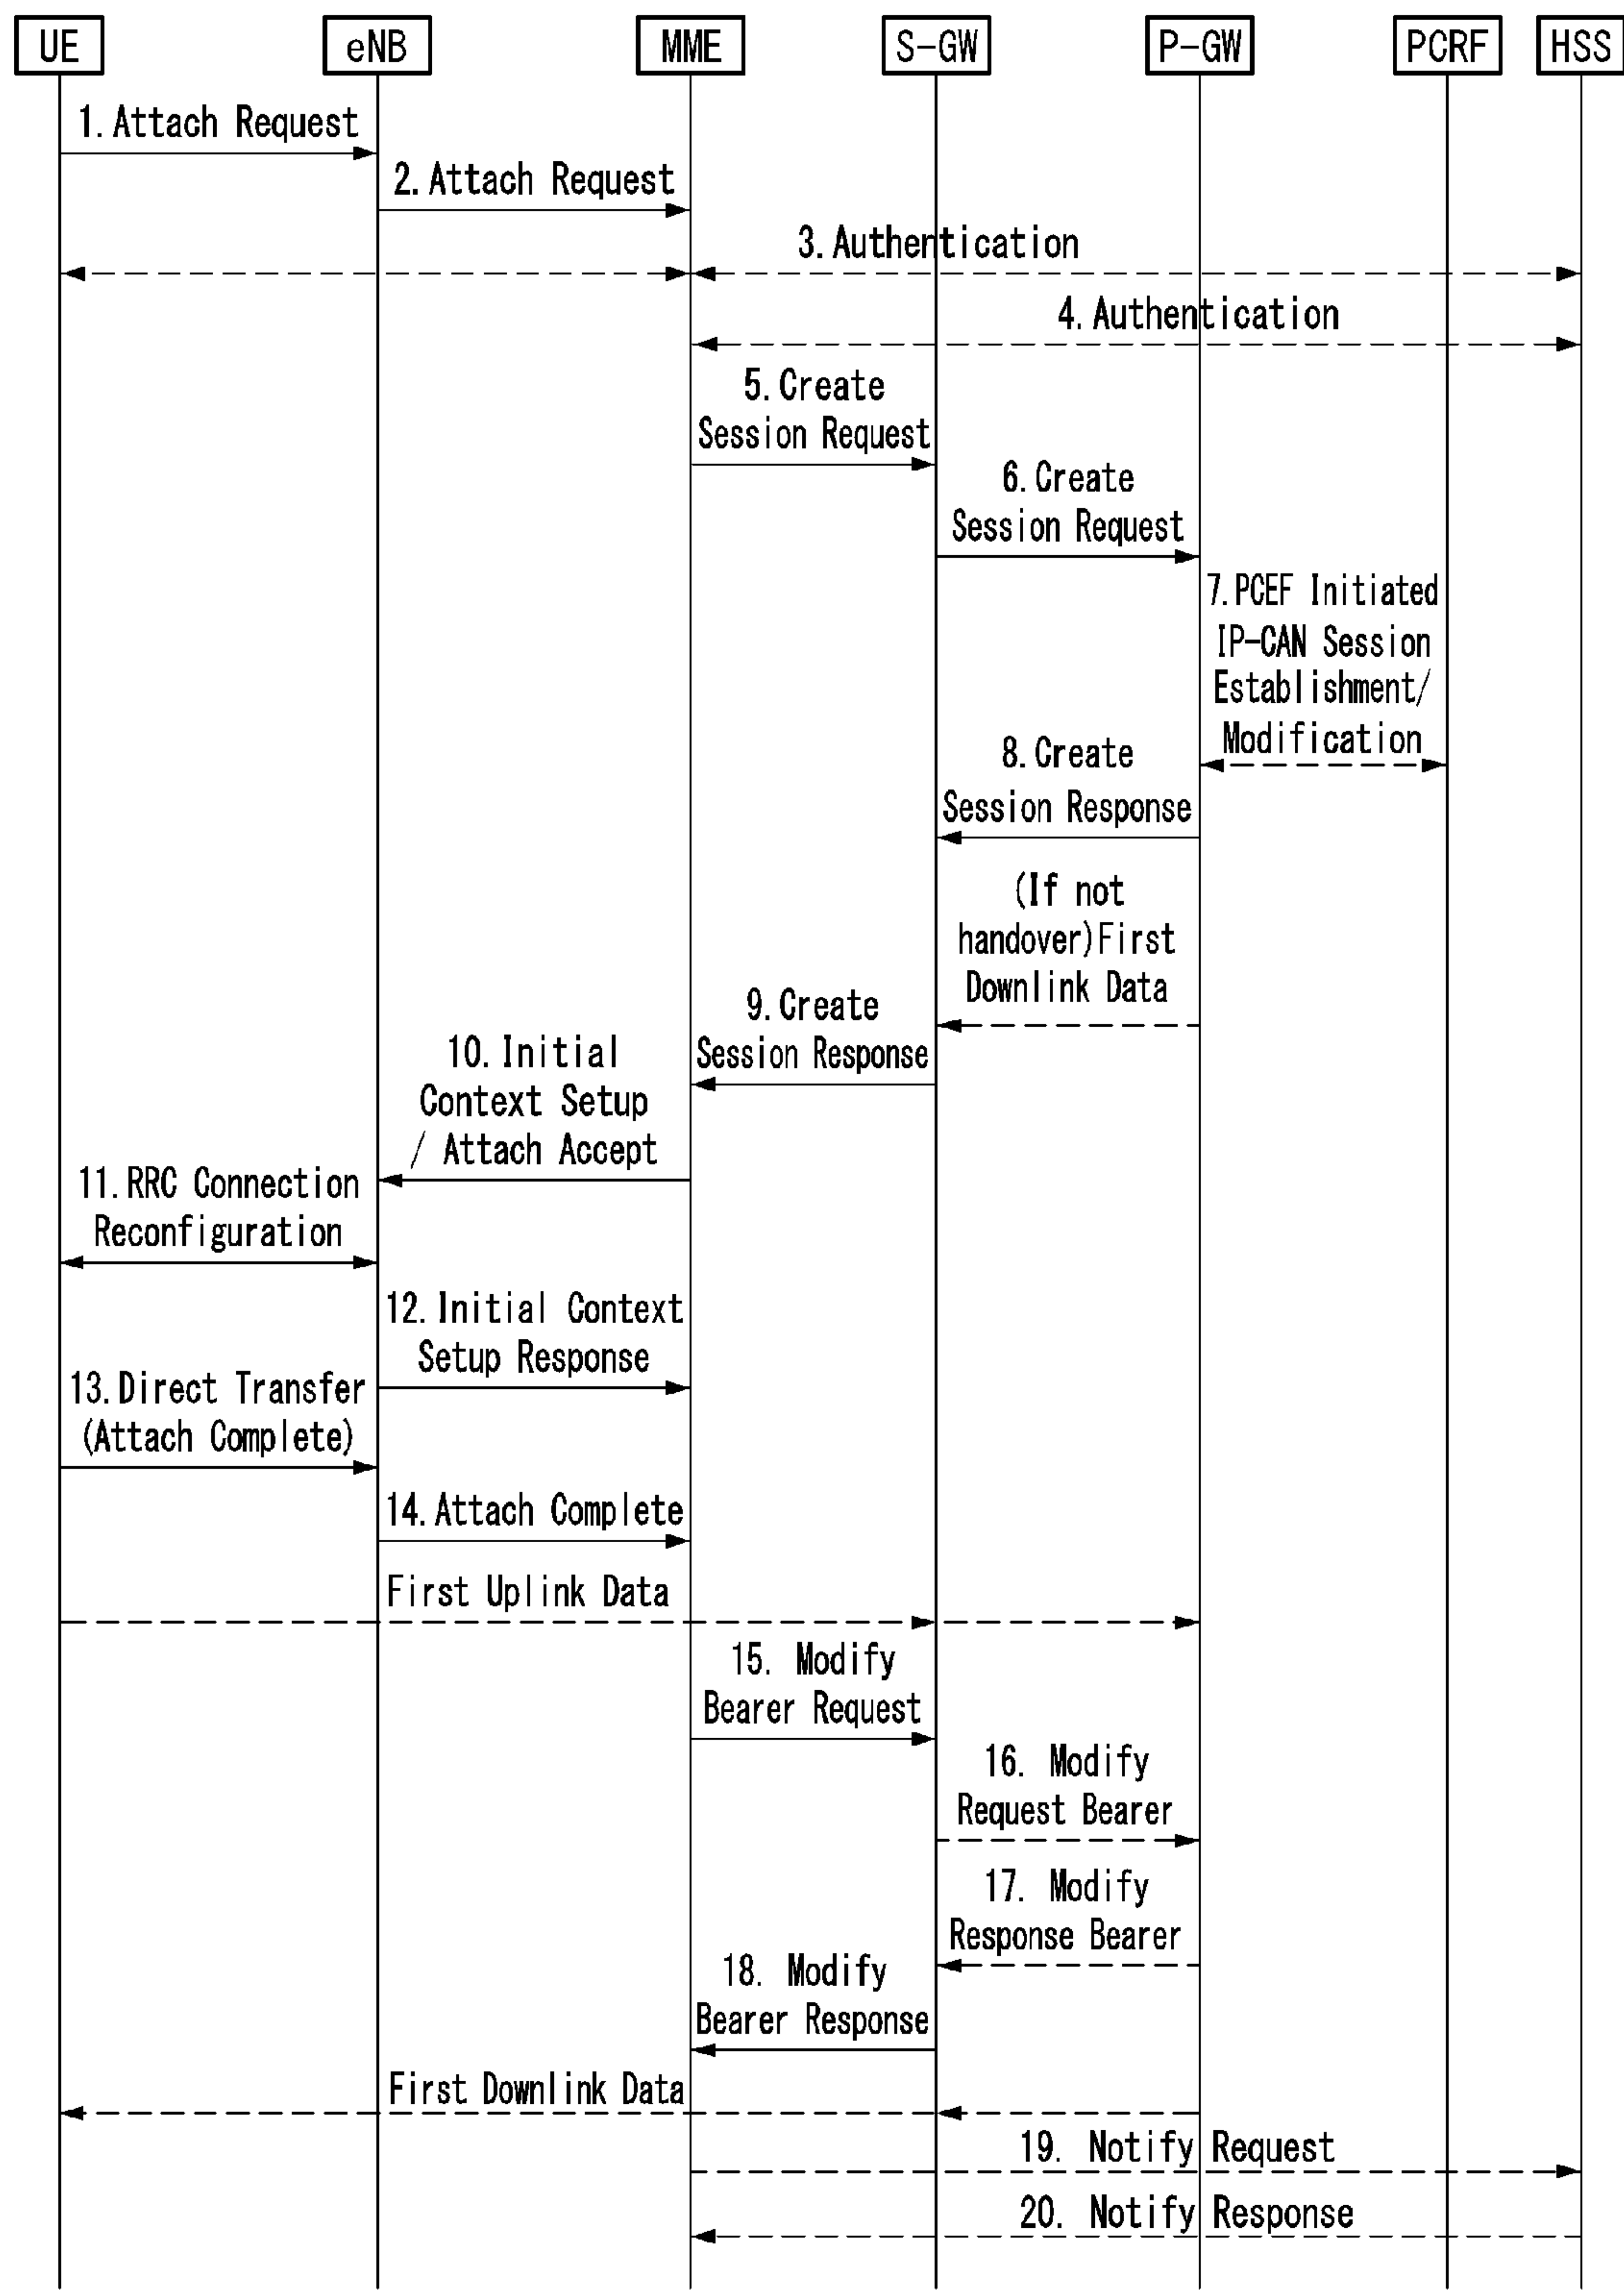 UE eNB MME S-GW P-GW PCRF HSS
1.Attach Request
2.Attach Request
3.Authentication
4.Authentication
5.Create
Session Request
6.Create
Session Request
7.PCEF Initiated
IP-CAN Session
Establishment/
Modification
8.Create
Session Response
(If not
handover)First
Downlink Data
9.Create
Session Response
10.Initial
Context Setup
/ Attach Accept
11.RRC Connection
Reconfiguration
12.Initial Context
Setup Response
13.Direct Transfer
(Attach Complete)
14.Attach Complete
First Uplink Data
15. Modify
Bearer Request
16. Modify
Request Bearer
17. Modify
Response Bearer
18. Modify
Bearer Response
First Downlink Data
19. Notify Request
20. Notify Response